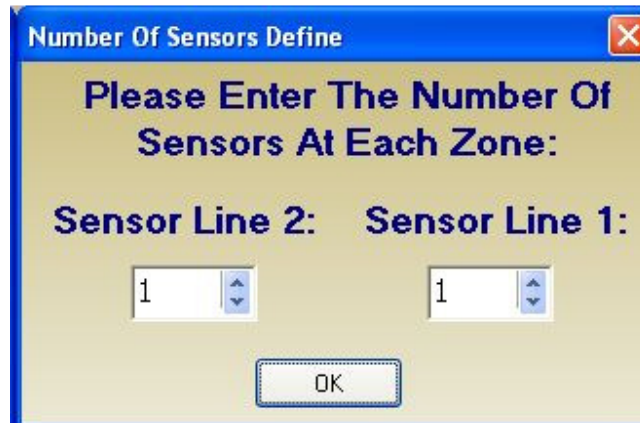 Number Of Sensors Define
Please Enter The Number Of
Sensors At Each Zone:
Sensor Line 2: Sensor Line 1:
1 1
OK